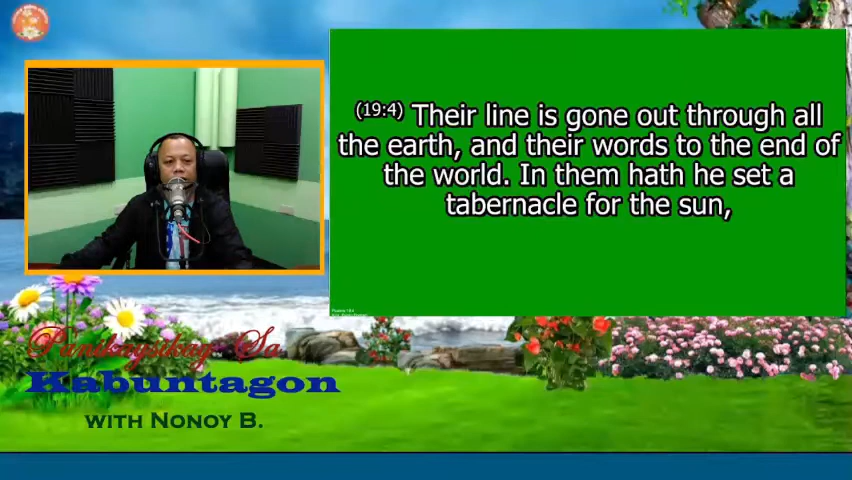 (19:4) Their line is gone out through all
the earth, and their words to the end of
the world. In them hath he set a
tabernacle for the sun,
Panikaysikay Sa
Kabuntagon
WITH NONOY B.